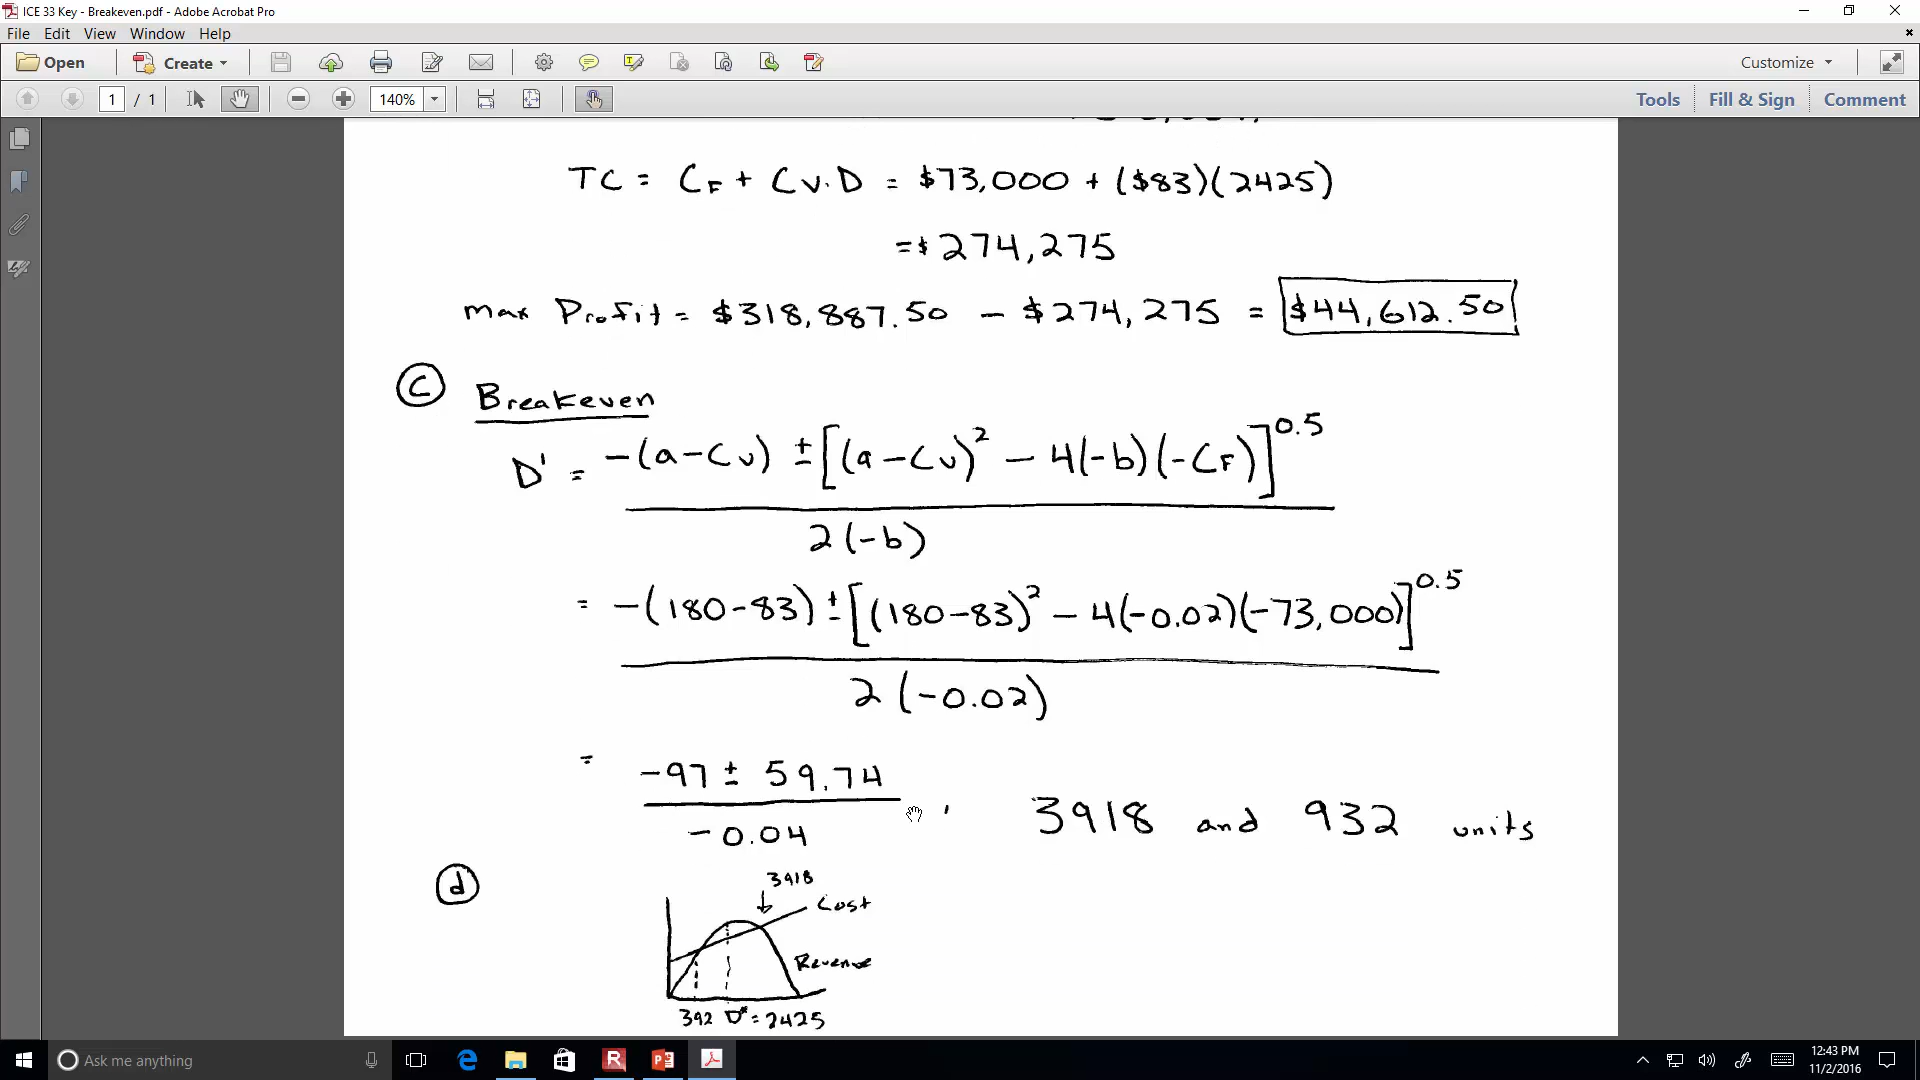 ICE 33 Key - Breakeven.pdf - Adobe Acrobat Pro
File Edit View Window Help
Open Create Customize
1 / 1 140% Tools Fill & Sign Comment
TC = CF + CV.D = $73,000 + ($83)(2425)
=$274,275
max Profit = $318,887.50 - $274,275 = $44,612.50
c Breakeven
D' = -(a-CV) ± [(a-CV)² - 4(-b)(-CF)]^0.5
2(-b)
= -(180-83) ± [(180-83)² - 4(-0.02)(-73,000)]^0.5
2(-0.02)
= -97 ± 59.74
-0.04
, 3918 and 932 units
d
3918
Cost
Revenue
392 D*=2425
Ask me anything
12:43 PM
11/2/2016